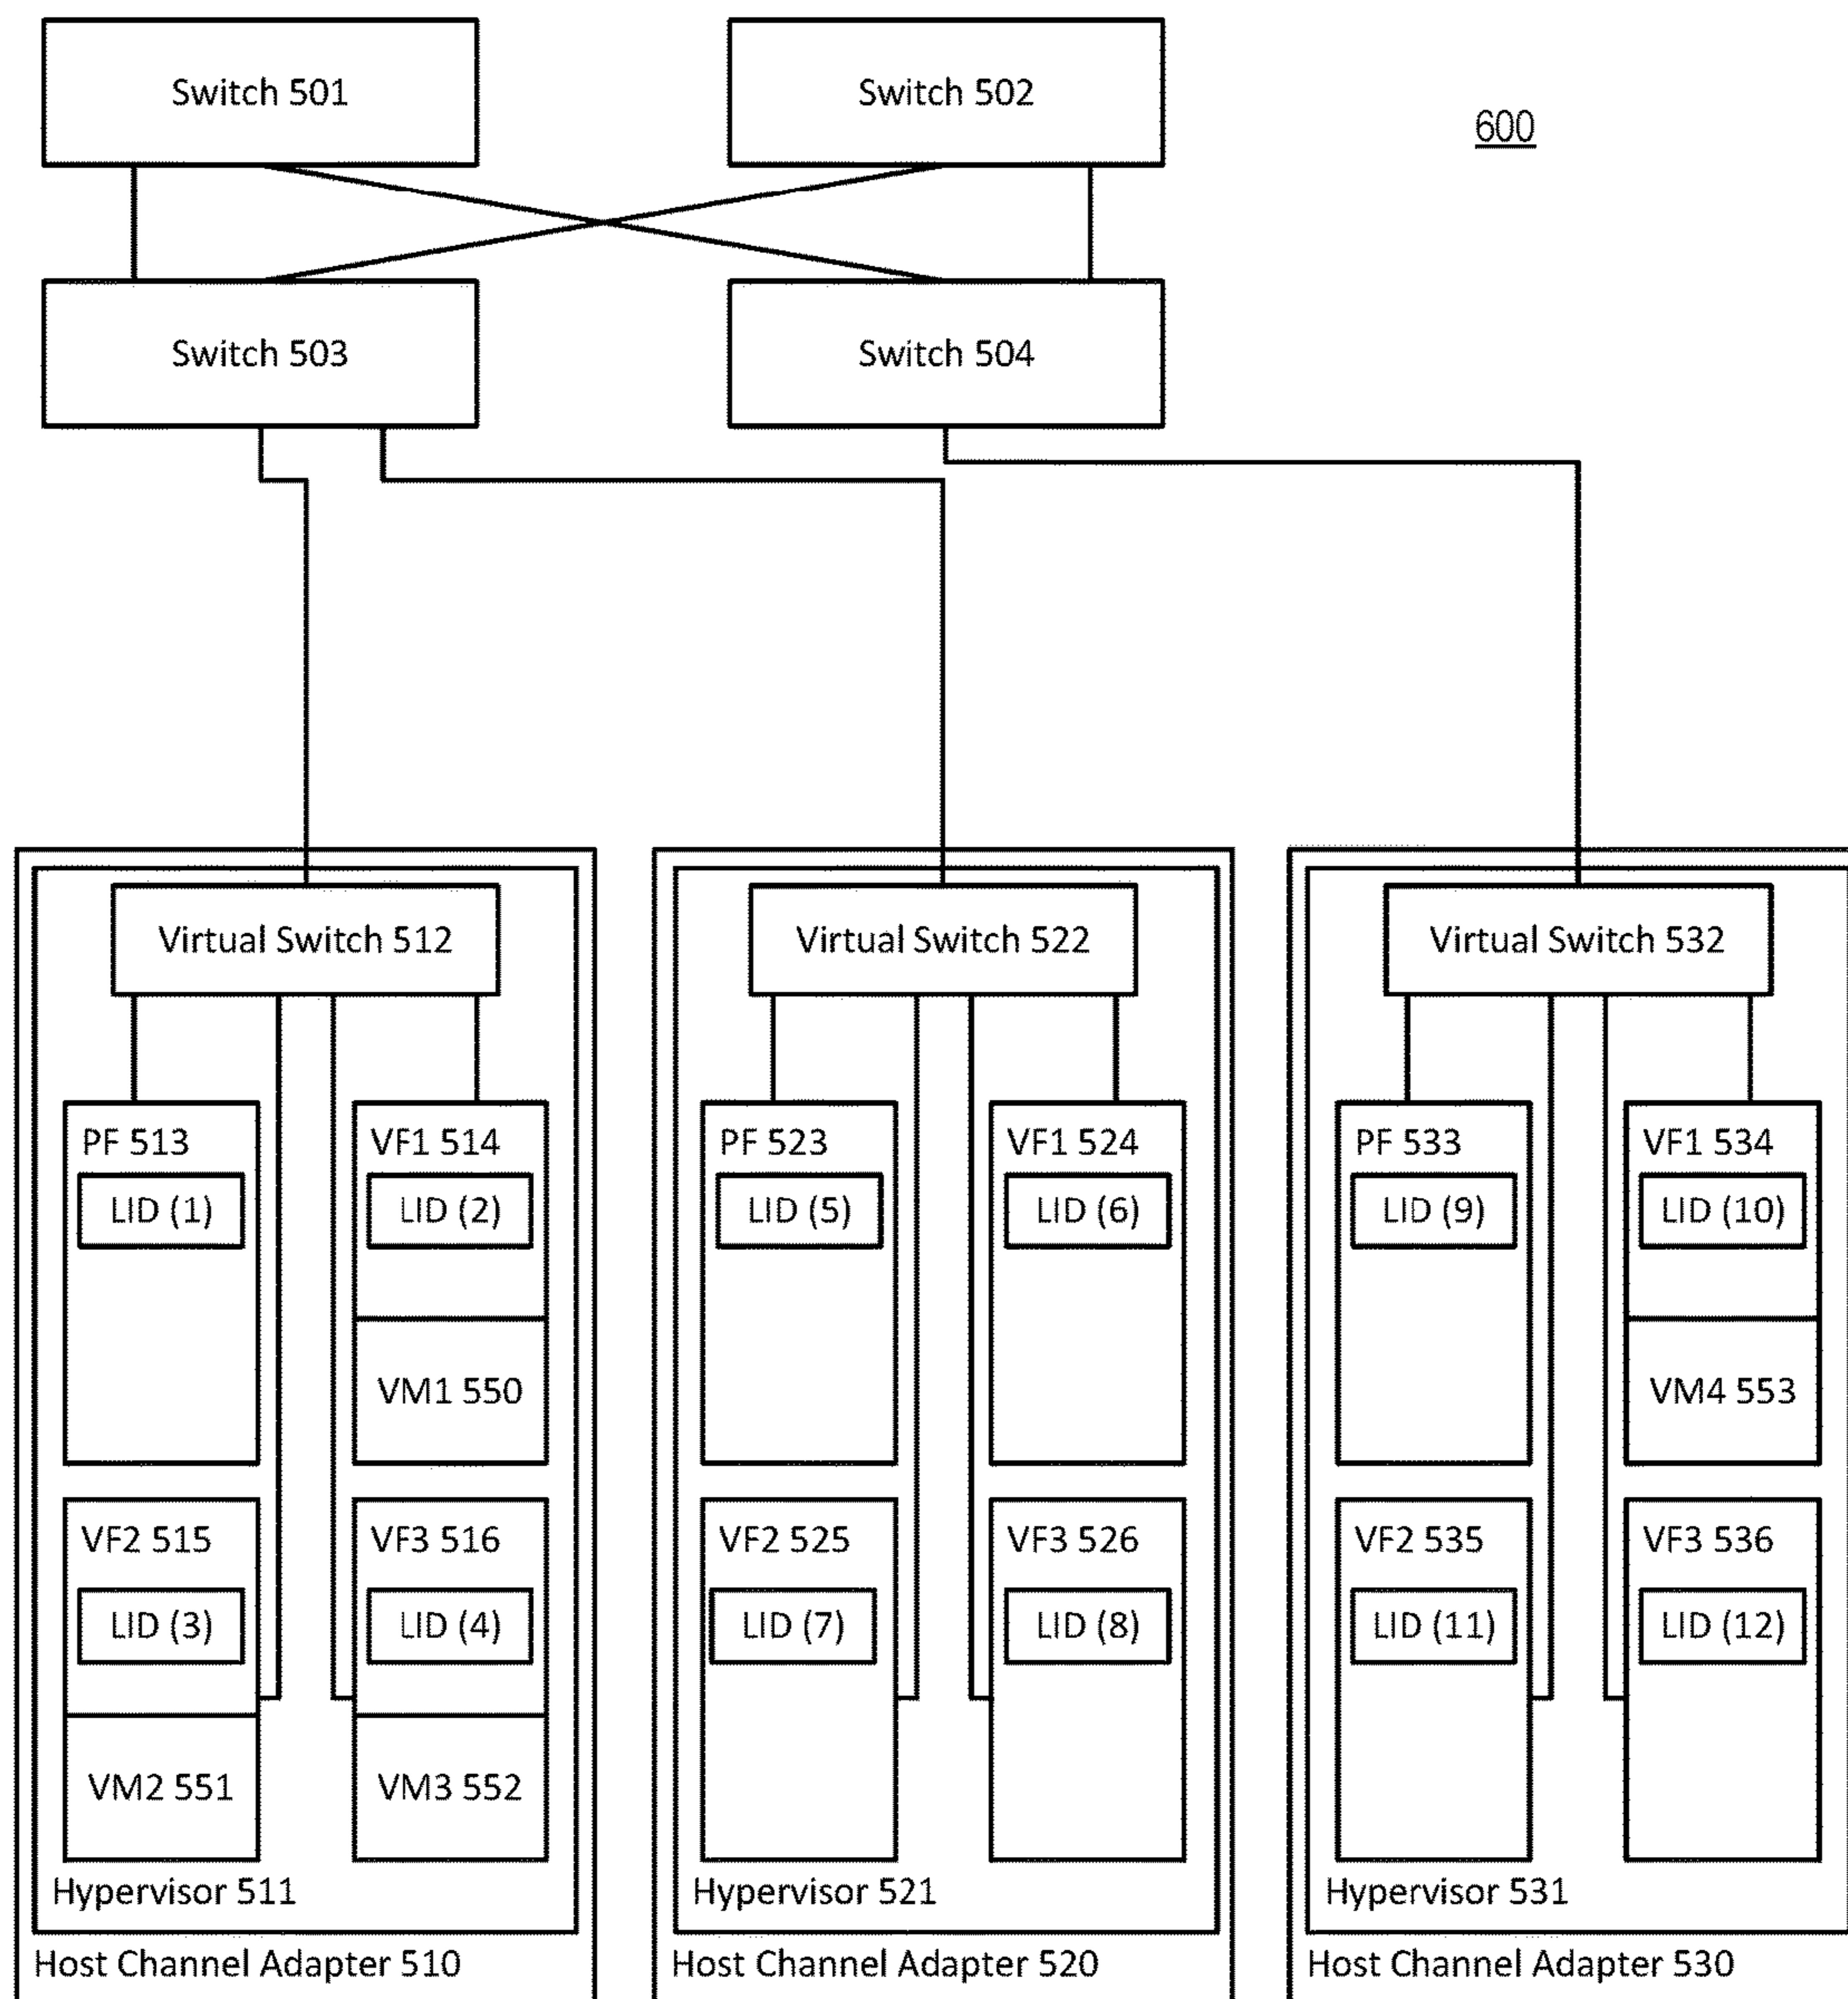 Switch 501
Switch 502
600
Switch 503
Switch 504
Virtual Switch 512
Virtual Switch 522
Virtual Switch 532
PF 513
LID (1)
VF1 514
LID (2)
VM1 550
PF 523
LID (5)
VF1 524
LID (6)
PF 533
LID (9)
VF1 534
LID (10)
VM4 553
VF2 515
LID (3)
VM2 551
VF3 516
LID (4)
VM3 552
VF2 525
LID (7)
VF3 526
LID (8)
VF2 535
LID (11)
VF3 536
LID (12)
Hypervisor 511
Hypervisor 521
Hypervisor 531
Host Channel Adapter 510
Host Channel Adapter 520
Host Channel Adapter 530